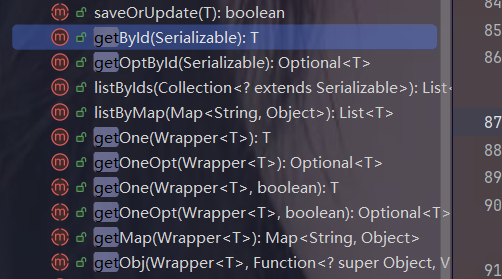 saveOrUpdate(T): boolean
84
getById(Serializable): T
85
getOptById(Serializable): Optional<T>
86
listByIds(Collection<? extends Serializable>): List<
listByMap(Map<String, Object>): List<T>
87
getOne(Wrapper<T>): T
88
getOneOpt(Wrapper<T>): Optional<T>
89
getOne(Wrapper<T>, boolean): T
getOneOpt(Wrapper<T>, boolean): Optional<T>
90
getMap(Wrapper<T>): Map<String, Object>
getObj(Wrapper<T>, Function<? super Object, V
91